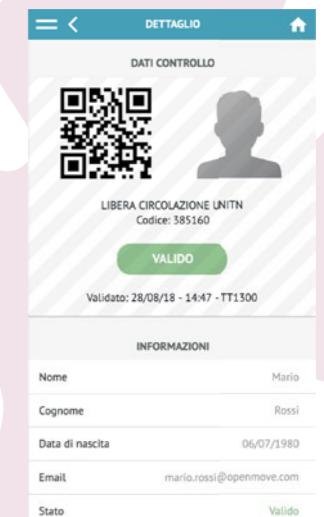 DETTAGLIO
DATI CONTROLLO
LIBERA CIRCOLAZIONE UNITN
Codice: 385160
VALIDO
Validato: 28/08/18 - 14:47 - TT1300
INFORMAZIONI
Nome Mario
Cognome Rossi
Data di nascita 06/07/1980
Email mario.rossi@openmove.com
Stato Valido